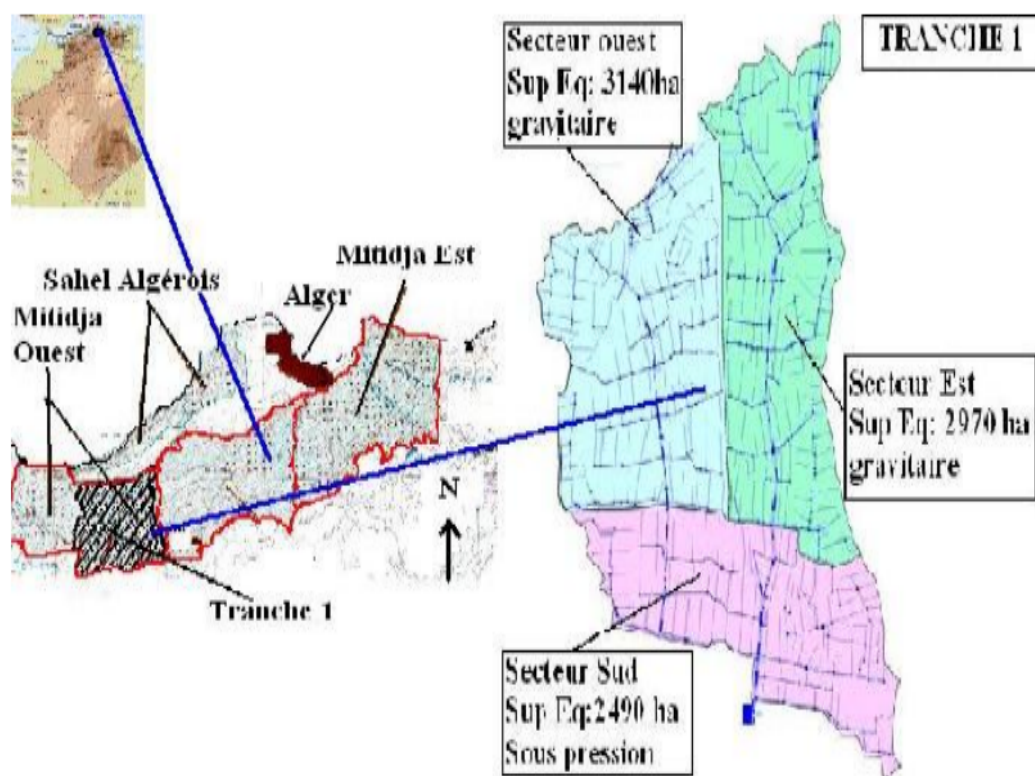 TRANCHE 1
Secteur ouest
Sup Eq: 3140ha
gravitaire
Mitidja Est
Sahel Algérois
Alger
Mitidja
Ouest
N
Tranche 1
Secteur Est
Sup Eq: 2970 ha
gravitaire
Secteur Sud
Sup Eq:2490 ha
Sous pression